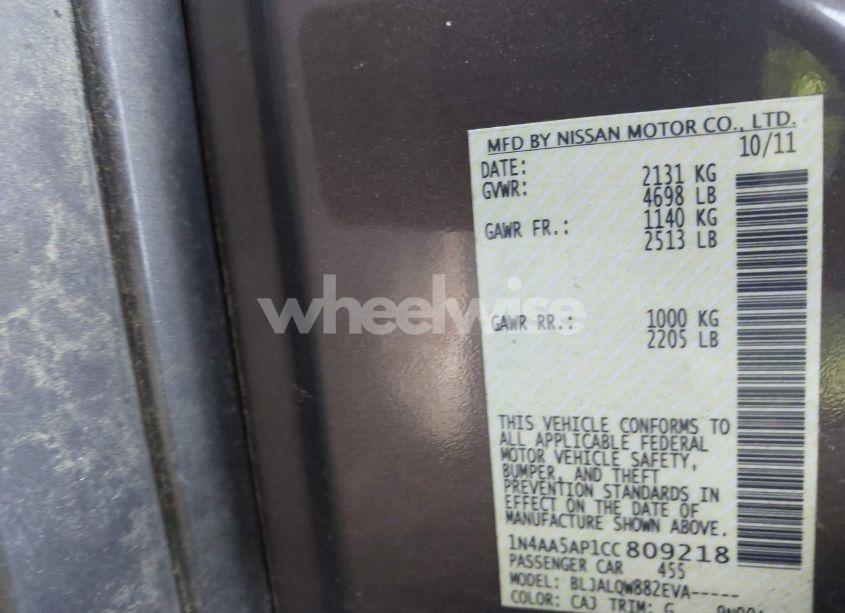 MFD BY NISSAN MOTOR CO., LTD.
DATE: 10/11
GVWR: 2131 KG
4698 LB
GAWR FR.: 1140 KG
2513 LB
wheelwise
GAWR RR.: 1000 KG
2205 LB
THIS VEHICLE CONFORMS TO
ALL APPLICABLE FEDERAL
MOTOR VEHICLE SAFETY,
BUMPER, AND THEFT
PREVENTION STANDARDS IN
EFFECT ON THE DATE OF
MANUFACTURE SHOWN ABOVE.
1N4AA5AP1CC809218
PASSENGER CAR 455
MODEL: BLJALQW882EVA-----
COLOR: CAJ TRIM: G